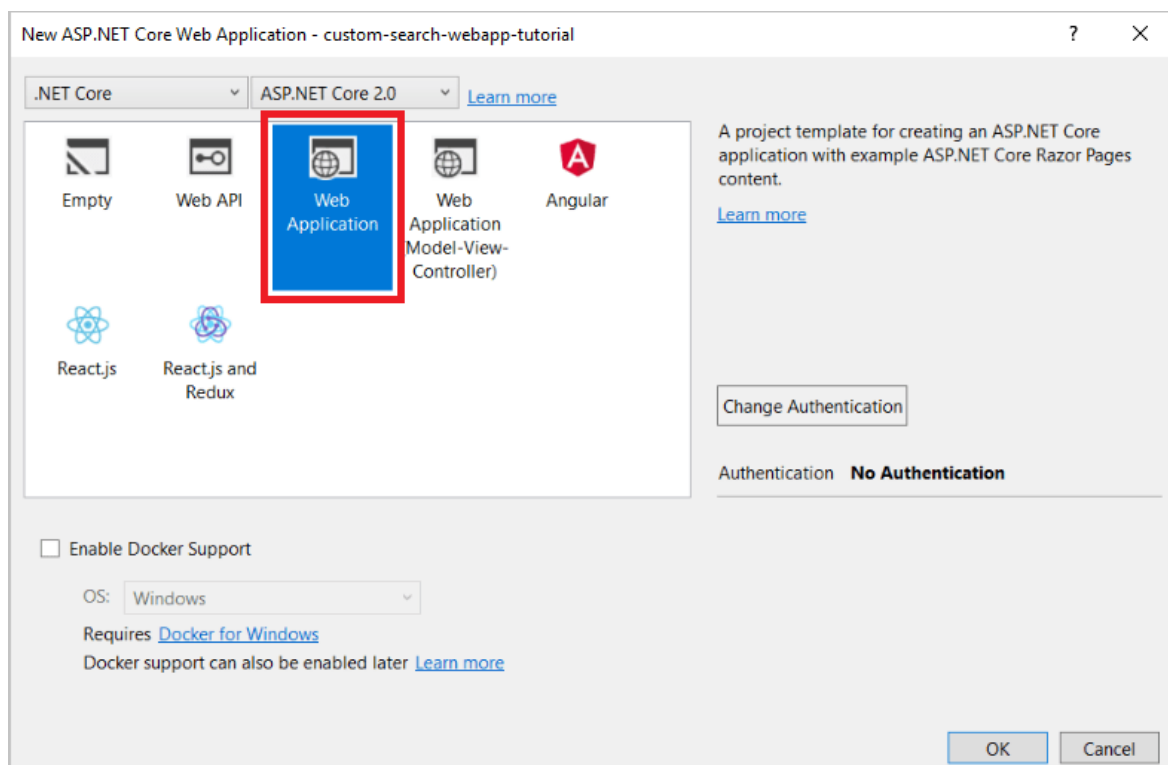 New ASP.NET Core Web Application - custom-search-webapp-tutorial
?
.NET Core
ASP.NET Core 2.0
Learn more
Empty
Web API
Web
Application
Web
Application
(Model-View-
Controller)
Angular
React.js
React.js and
Redux
A project template for creating an ASP.NET Core
application with example ASP.NET Core Razor Pages
content.
Learn more
Change Authentication
Authentication No Authentication
Enable Docker Support
OS: Windows
Requires Docker for Windows
Docker support can also be enabled later Learn more
OK
Cancel